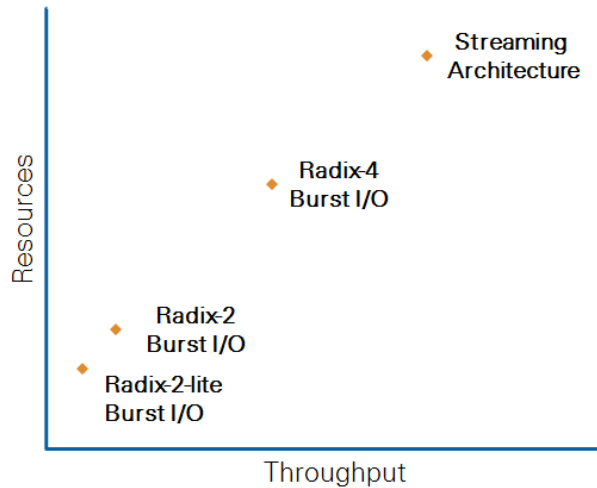 Streaming
Architecture
Radix-4
Burst I/O
Resources
Radix-2
Burst I/O
Radix-2-lite
Burst I/O
Throughput